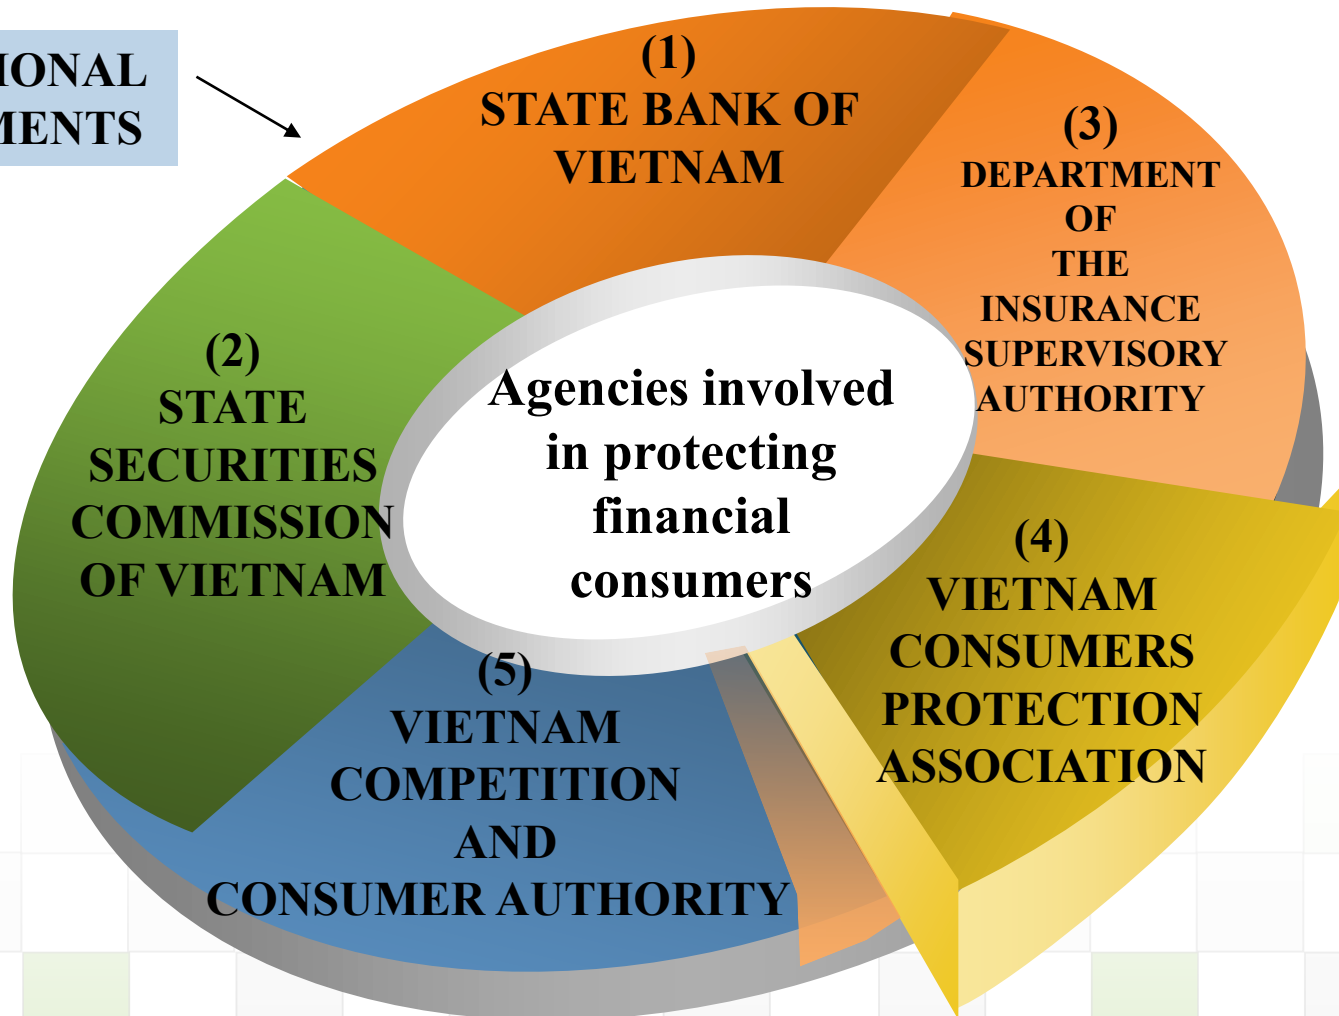 IONAL
MENTS
(1)
STATE BANK OF
VIETNAM
(3)
DEPARTMENT
OF
THE
INSURANCE
SUPERVISORY
AUTHORITY
(2)
STATE
SECURITIES
COMMISSION
OF VIETNAM
Agencies involved
in protecting
financial
consumers
(4)
VIETNAM
CONSUMERS
PROTECTION
ASSOCIATION
(5)
VIETNAM
COMPETITION
AND
CONSUMER AUTHORITY